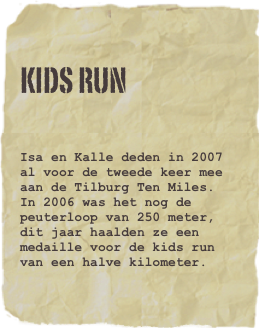 KIDS RUN
Isa en Kalle deden in 2007
al voor de tweede keer mee
aan de Tilburg Ten Miles.
In 2006 was het nog de
peuterloop van 250 meter,
dit jaar haalden ze een
medaille voor de kids run
van een halve kilometer.